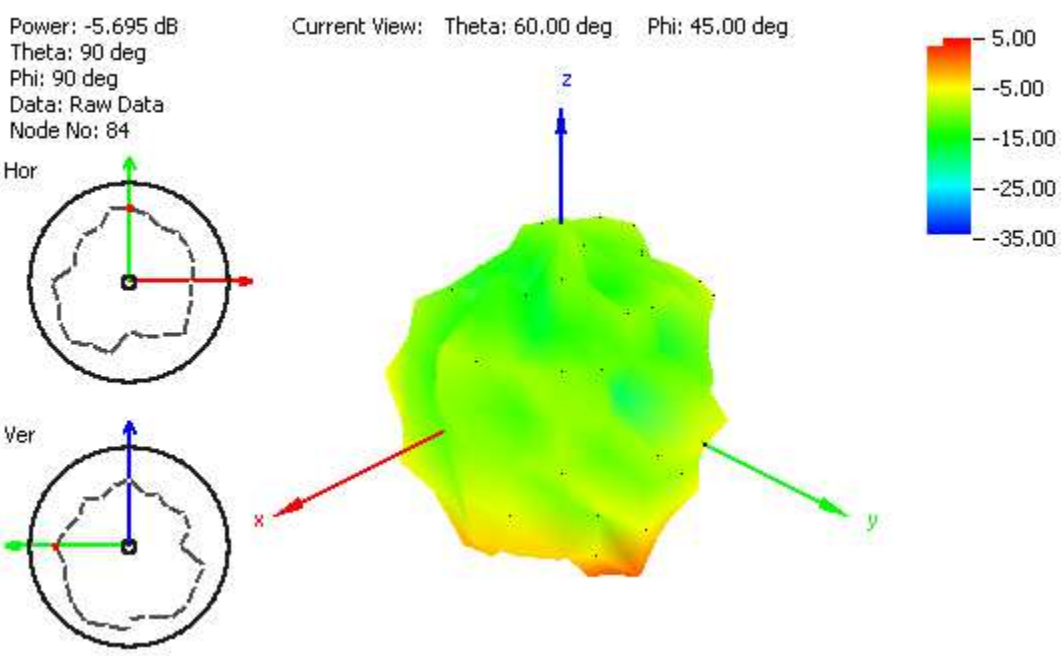 Power: -5.695 dB
Theta: 90 deg
Phi: 90 deg
Data: Raw Data
Node No: 84
Current View: Theta: 60.00 deg Phi: 45.00 deg
5.00
-5.00
-15.00
-25.00
-35.00
Hor
Ver
z
x
y